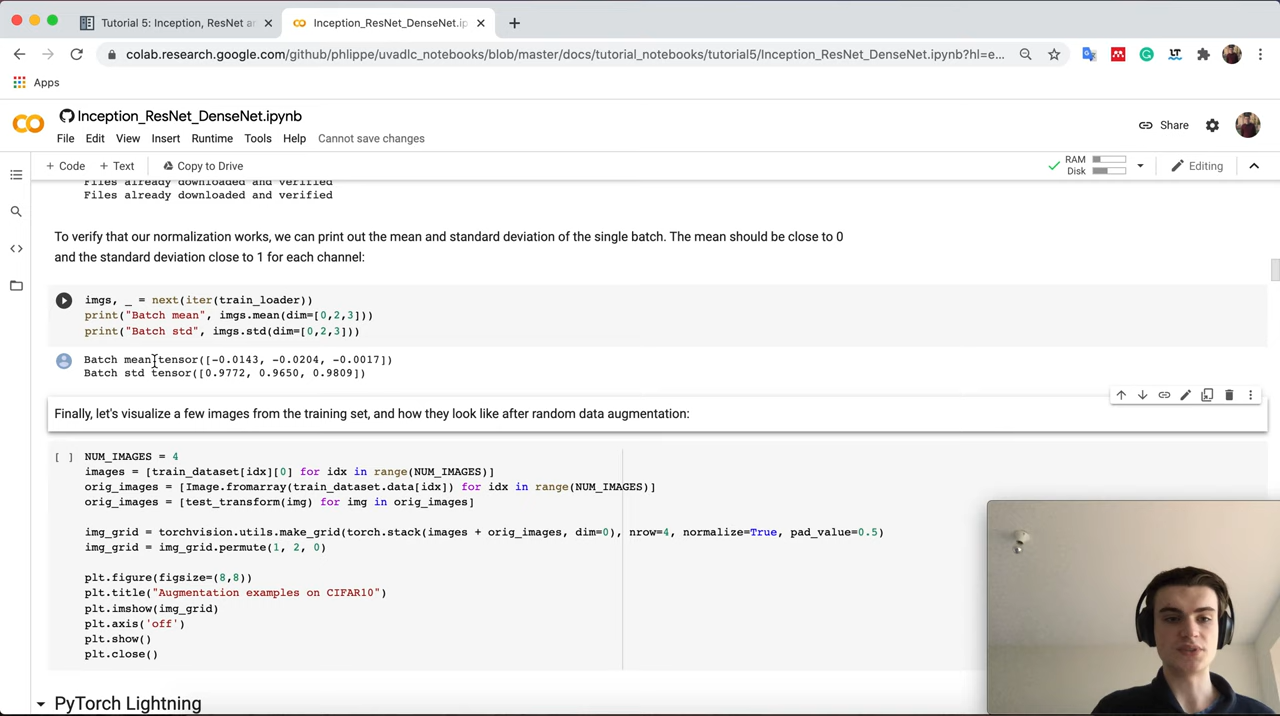 Tutorial 5: Inception, ResNet ar
Inception_ResNet_DenseNet.ip
colab.research.google.com/github/phlippe/uvadlc_notebooks/blob/master/docs/tutorial_notebooks/tutorial5/Inception_ResNet_DenseNet.ipynb?hl=e...
Apps
Inception_ResNet_DenseNet.ipynb
Share
File Edit View Insert Runtime Tools Help Cannot save changes
+ Code + Text Copy to Drive
RAM
Disk
Editing
Files already downloaded and verified
Files already downloaded and verified
To verify that our normalization works, we can print out the mean and standard deviation of the single batch. The mean should be close to 0
and the standard deviation close to 1 for each channel:
imgs, _ = next(iter(train_loader))
print("Batch mean", imgs.mean(dim=[0,2,3]))
print("Batch std", imgs.std(dim=[0,2,3]))
Batch mean tensor([-0.0143, -0.0204, -0.0017])
Batch std tensor([0.9772, 0.9650, 0.9809])
Finally, let's visualize a few images from the training set, and how they look like after random data augmentation:
[ ] NUM_IMAGES = 4
images = [train_dataset[idx][0] for idx in range(NUM_IMAGES)]
orig_images = [Image.fromarray(train_dataset.data[idx]) for idx in range(NUM_IMAGES)]
orig_images = [test_transform(img) for img in orig_images]
img_grid = torchvision.utils.make_grid(torch.stack(images + orig_images, dim=0), nrow=4, normalize=True, pad_value=0.5)
img_grid = img_grid.permute(1, 2, 0)
plt.figure(figsize=(8,8))
plt.title("Augmentation examples on CIFAR10")
plt.imshow(img_grid)
plt.axis('off')
plt.show()
plt.close()
PyTorch Lightning